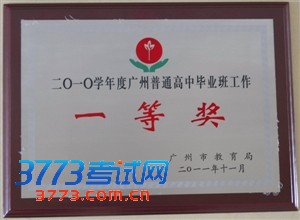 二〇一〇学年度广州普通高中毕业班工作
一等奖
广州市教育局
二〇一一年十一月
3773考试网
www.3773.com.cn